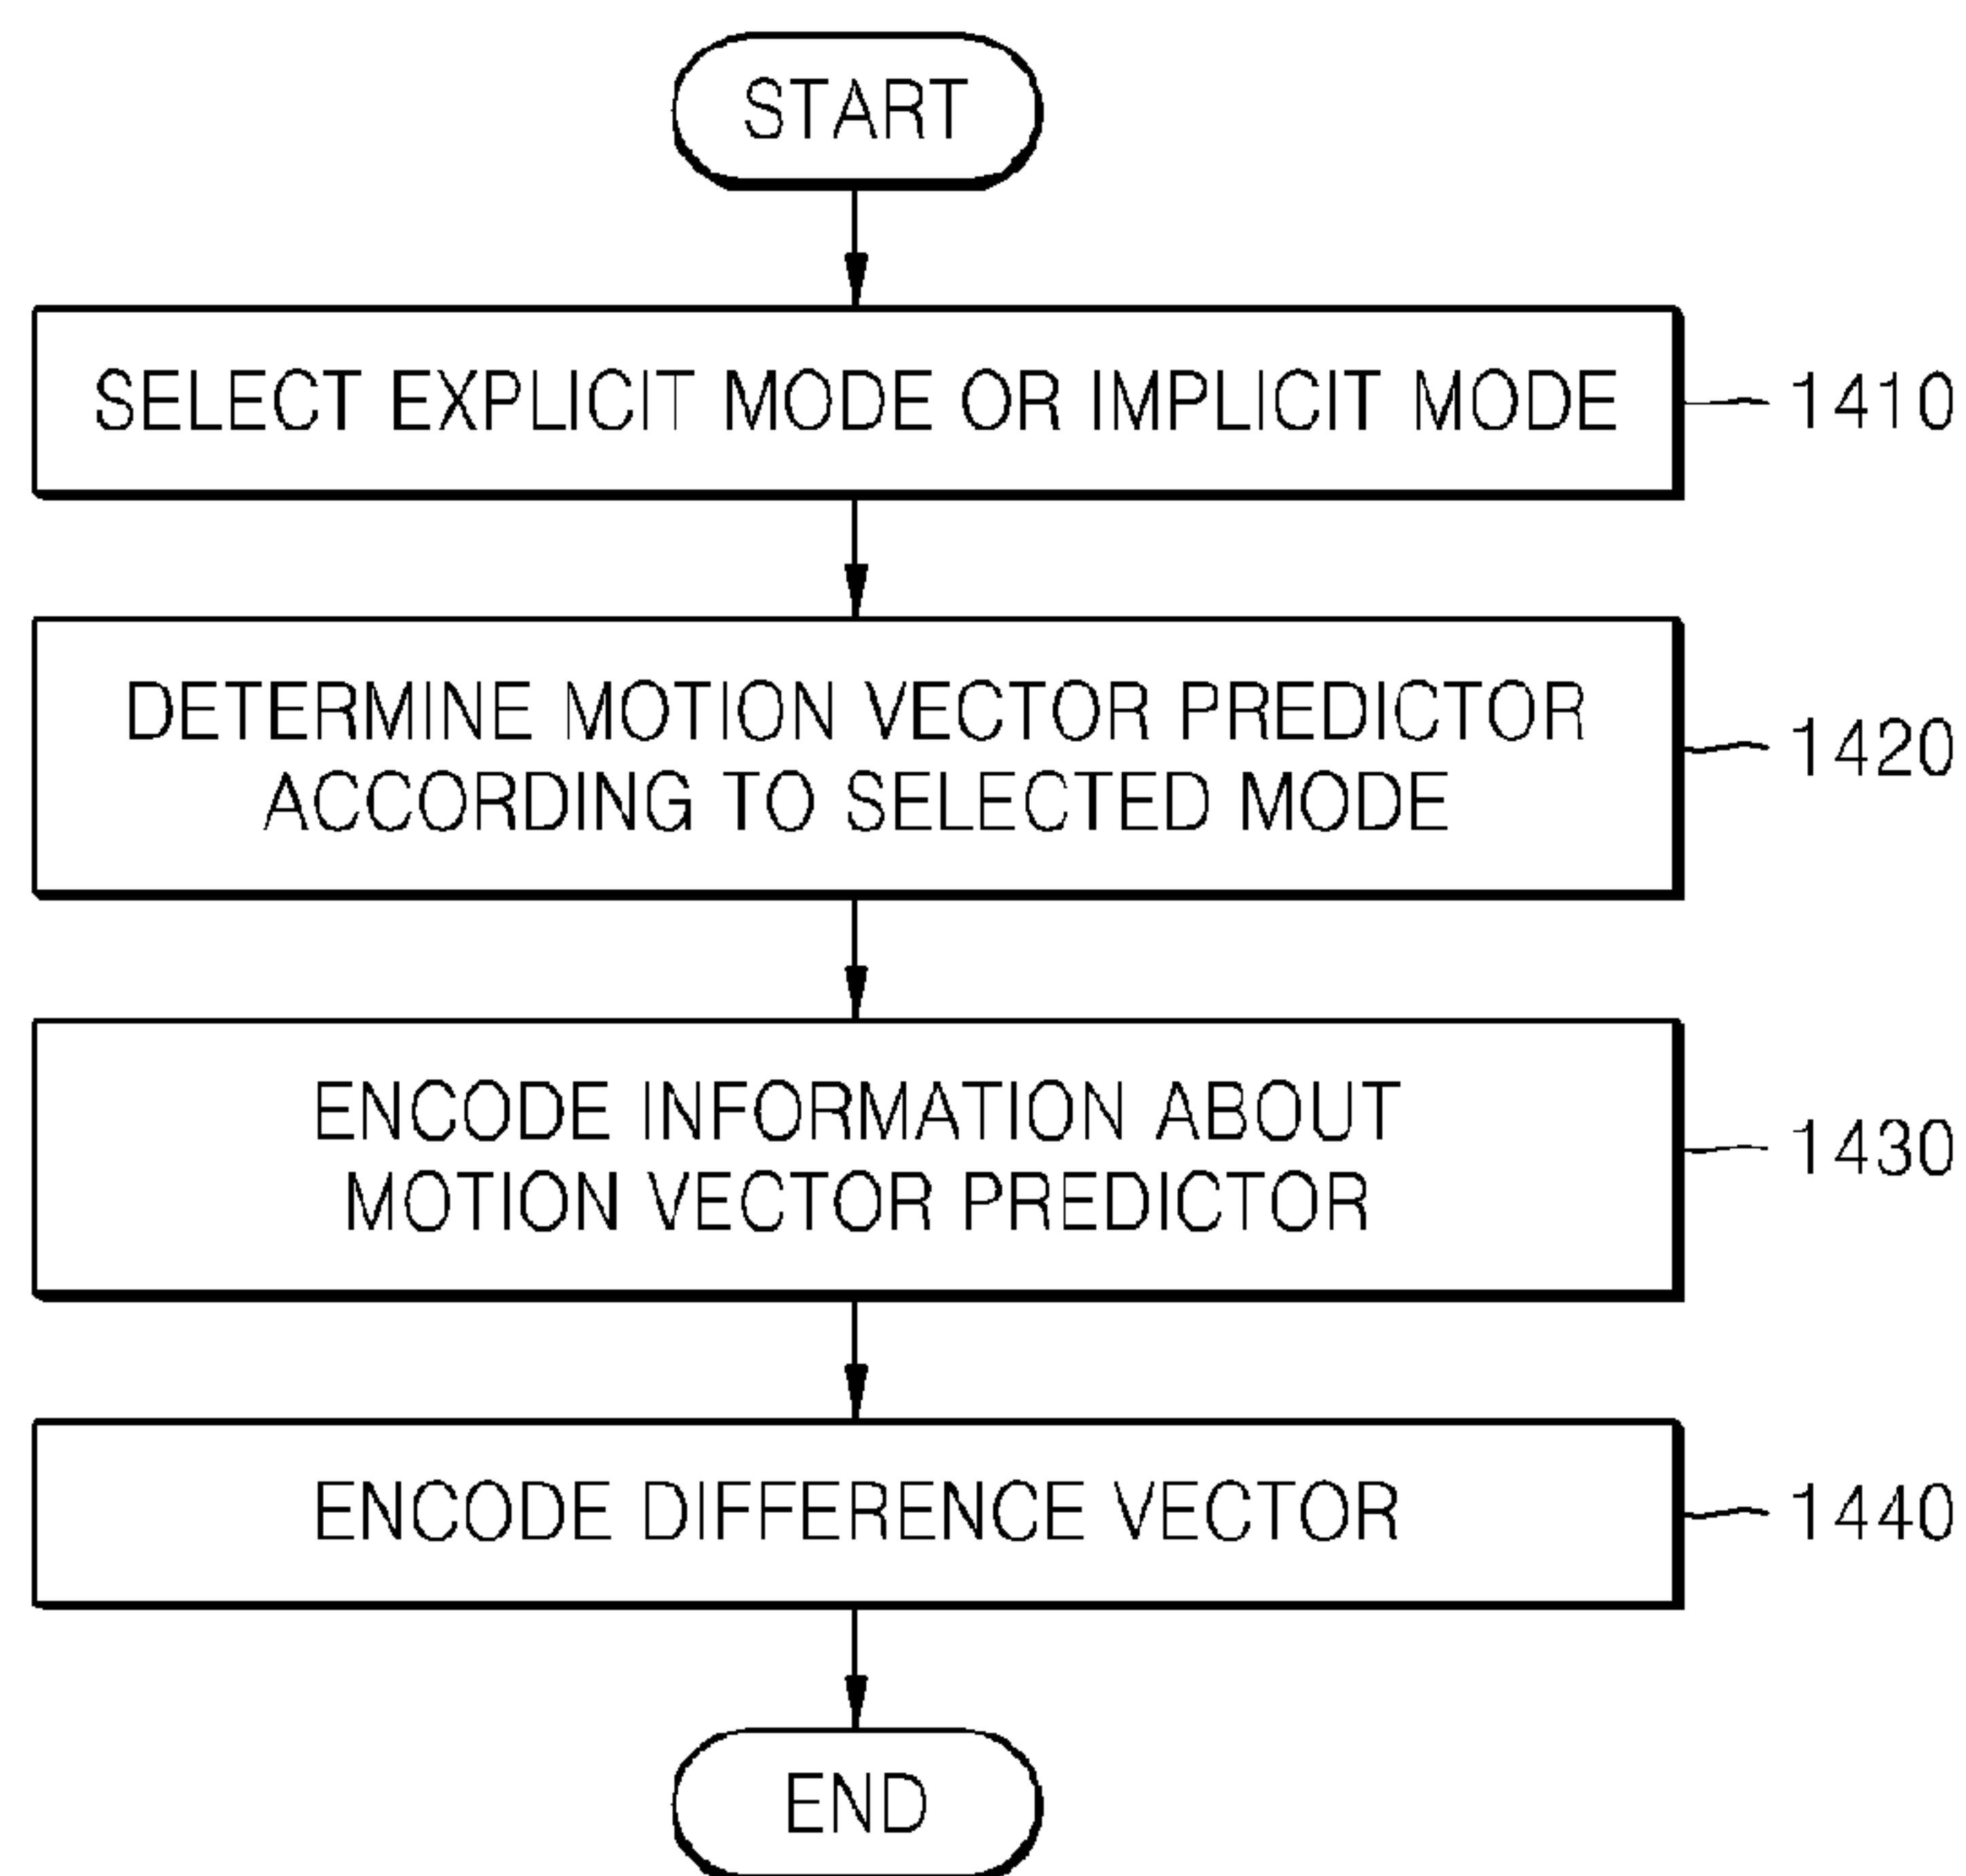 START
SELECT EXPLICIT MODE OR IMPLICIT MODE
1410
DETERMINE MOTION VECTOR PREDICTOR
ACCORDING TO SELECTED MODE
1420
ENCODE INFORMATION ABOUT
MOTION VECTOR PREDICTOR
1430
ENCODE DIFFERENCE VECTOR
1440
END